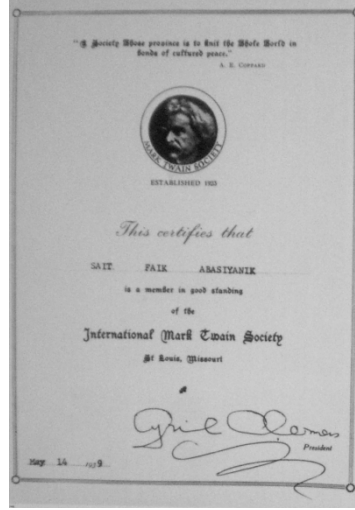 "A Society Whose province is to knit the Whole World in
bonds of cultured peace."
A. E. COPPARD
MARK TWAIN SOCIETY
ESTABLISHED 1923
This certifies that
SAIT FAIK ABASIYANIK
is a member in good standing
of the
International Mark Twain Society
St Louis, Missouri
Cyril Clemens
President
May 14